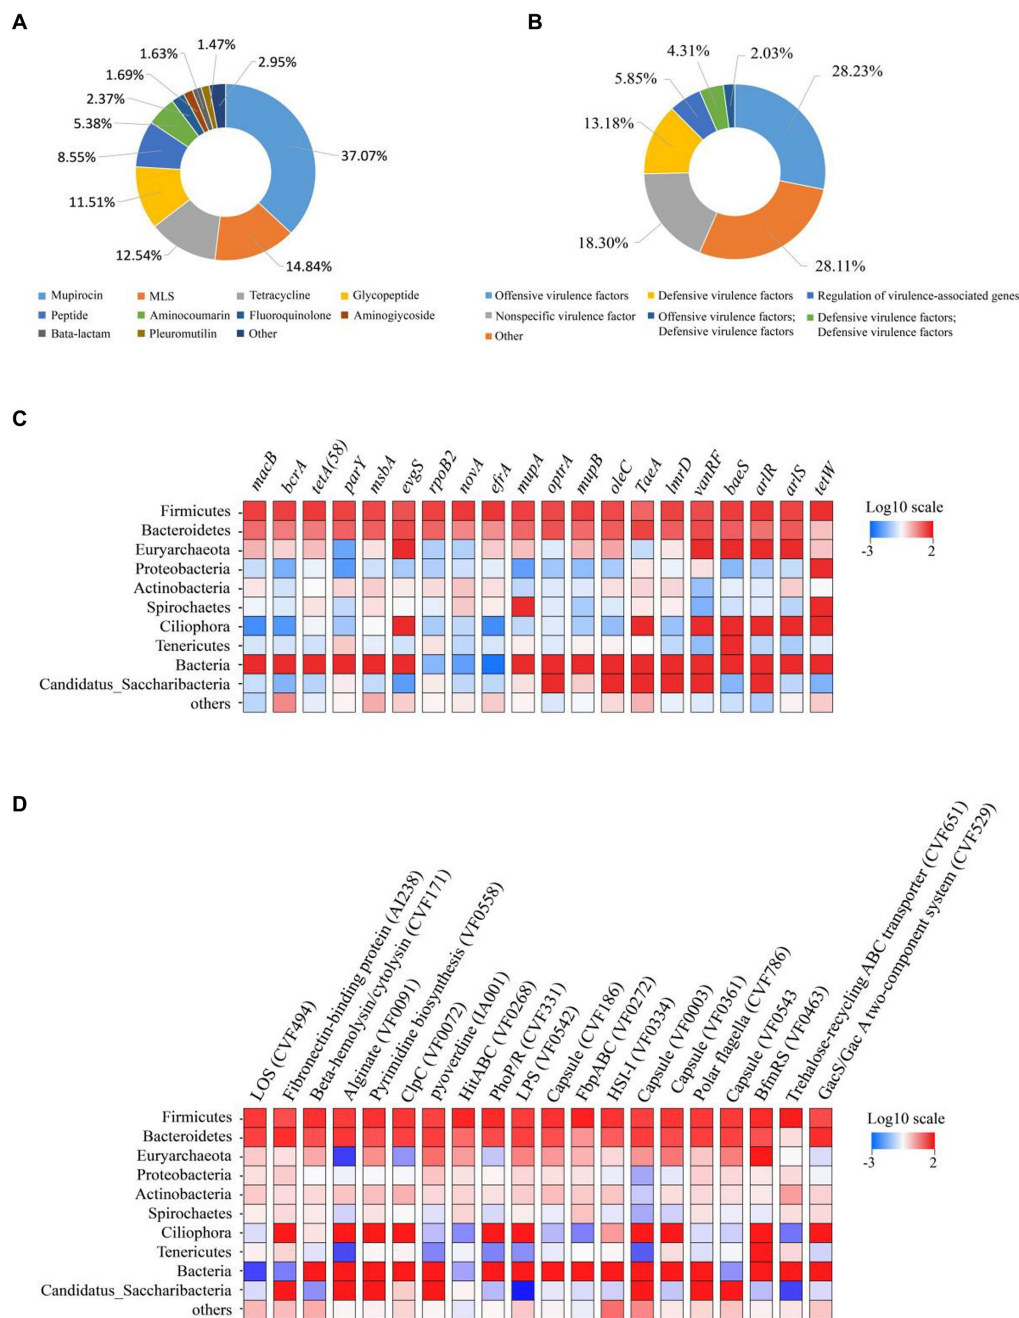 A
B
1.47%
1.63%
2.95%
1.69%
2.37%
5.38%
8.55%
37.07%
11.51%
12.54%
14.84%
Mupirocin
MLS
Tetracycline
Glycopeptide
Peptide
Aminocoumarin
Fluoroquinolone
Aminogiycoside
Bata-lactam
Pleuromutilin
Other
4.31%
2.03%
28.23%
5.85%
13.18%
18.30%
28.11%
Offensive virulence factors
Defensive virulence factors
Regulation of virulence-associated genes
Nonspecific virulence factor
Offensive virulence factors;
Defensive virulence factors
Defensive virulence factors;
Defensive virulence factors
Other
C
macB
bcrA
tetA(58)
parY
msbA
evgS
rpoB2
novA
efrA
mupA
optrA
mupB
oleC
TaeA
lmrD
vanRF
baeS
arlR
arlS
tetW
Firmicutes
Bacteroidetes
Euryarchaeota
Proteobacteria
Actinobacteria
Spirochaetes
Ciliophora
Tenericutes
Bacteria
Candidatus_Saccharibacteria
others
Log10 scale
-3
2
D
LOS (CVF494)
Fibronectin-binding protein (AI238)
Beta-hemolysin/cytolysin (CVF171)
Alginate (VF0091)
Pyrimidine biosynthesis (VF0558)
ClpC (VF0072)
pyoverdine (IA001)
HitABC (VF0268)
PhoP/R (CVF331)
LPS (VF0542)
Capsule (CVF186)
FbpABC (VF0272)
HSI-I (VF0334)
Capsule (VF0003)
Capsule (VF0361)
Polar flagella (CVF786)
Capsule (VF0543
BfmRS (VF0463)
Trehalose-recycling ABC transporter (CVF651)
GacS/Gac A two-component system (CVF529)
Firmicutes
Bacteroidetes
Euryarchaeota
Proteobacteria
Actinobacteria
Spirochaetes
Ciliophora
Tenericutes
Bacteria
Candidatus_Saccharibacteria
others
Log10 scale
-3
2